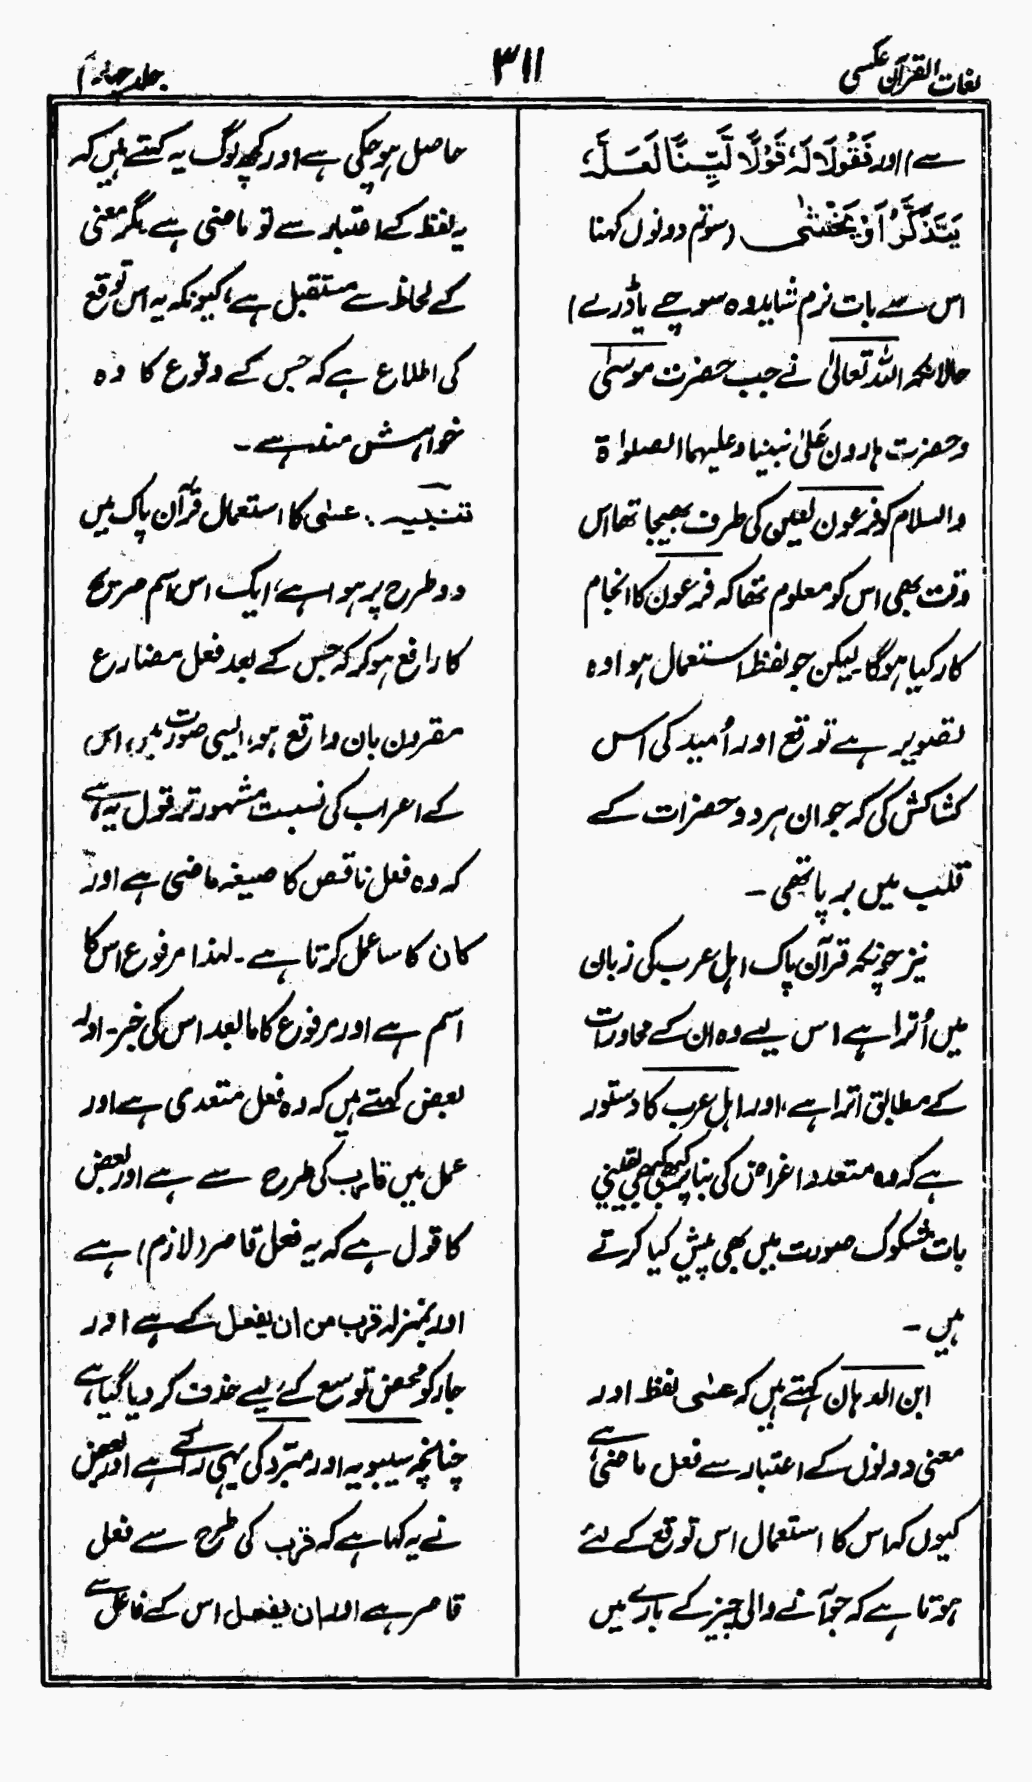 لغات القرآن عکسی
۳۱۱
جلد چہارم
سے) اور فَقُوْلَا لَہٗ قَوْلًا لَّیِّنًا لَعَلَّہٗ
یَتَذَکَّرُ اَوْ یَخْشٰی (سو تم دونوں کہنا
اس سے بات نرم شاید وہ سوچے یا ڈرے)
حالانکہ اللہ تعالیٰ نے جب حضرت موسیٰ
و حضرت ہارون علیٰ نبینا وعلیہما الصلوٰۃ
والسلام کو فرعون لعین کی طرف بھیجا تھا اس
وقت بھی اس کو معلوم تھا کہ فرعون کا انجام
کار کیا ہوگا لیکن جو لفظ استعمال ہوا وہ
تصویر ہے توقع اور اُمید کی اس
کشاکش کی کہ جو ان ہر دو حضرات کے
قلب میں برپا تھی ۔
نیز چونکہ قرآن پاک اہل عرب کی زبان
میں اُترا ہے اس لیے وہ ان کے محاورات
کے مطابق اترا ہے، اور اہل عرب کا دستور
ہے کہ وہ متعدد اغراض کی بنا پر کبھی کبھی یقینی
بات مشکوک صورت میں بھی پیش کیا کرتے
ہیں ۔
ابن الدہان کہتے ہیں کہ عسٰی لفظ اور
معنی دونوں کے اعتبار سے فعل ماضی ہے
کیوں کہ اس کا استعمال اس توقع کے لئے
ہوتا ہے کہ جو آنے والی چیز کے بارے میں
حاصل ہو چکی ہے اور کچھ لوگ یہ کہتے ہیں کہ
یہ لفظ کے اعتبار سے تو ماضی ہے مگر معنی
کے لحاظ سے مستقبل ہے، کیونکہ یہ اس توقع
کی اطلاع ہے کہ جس کے وقوع کا وہ
خواہش مند ہے ۔
تنبیہ :۔ عسٰی کا استعمال قرآن پاک میں
دو طرح پر ہوا ہے، ایک اس اسم صریح
کا رافع ہو کر کہ جس کے بعد فعل مضارع
مقرون بان واقع ہو، ایسی صورت میں اس
کے اعراب کی نسبت مشہور تر قول یہ ہے
کہ وہ فعل ناقص کا صیغہ ماضی ہے اور
کان کا سا عمل کرتا ہے ۔ لہٰذا مرفوع اس کا
اسم ہے اور مرفوع کا مابعد اس کی خبر۔ اور
بعض کہتے ہیں کہ وہ فعل متعدی ہے اور
عمل میں قارب کی طرح سے ہے اور بعض
کا قول ہے کہ یہ فعل قاصر (لازم) ہے
اور بمنزلہ قرب من ان یفعل کے ہے اور
جار کو محض توسیع کے لیے حذف کر دیا گیا ہے
چنانچہ سیبویہ اور مبرّد کی یہی رائے ہے اور بعض
نے یہ کہا ہے کہ قرب کی طرح سے فعل
قاصر ہے اور ان یفعل اس کے فاعل سے